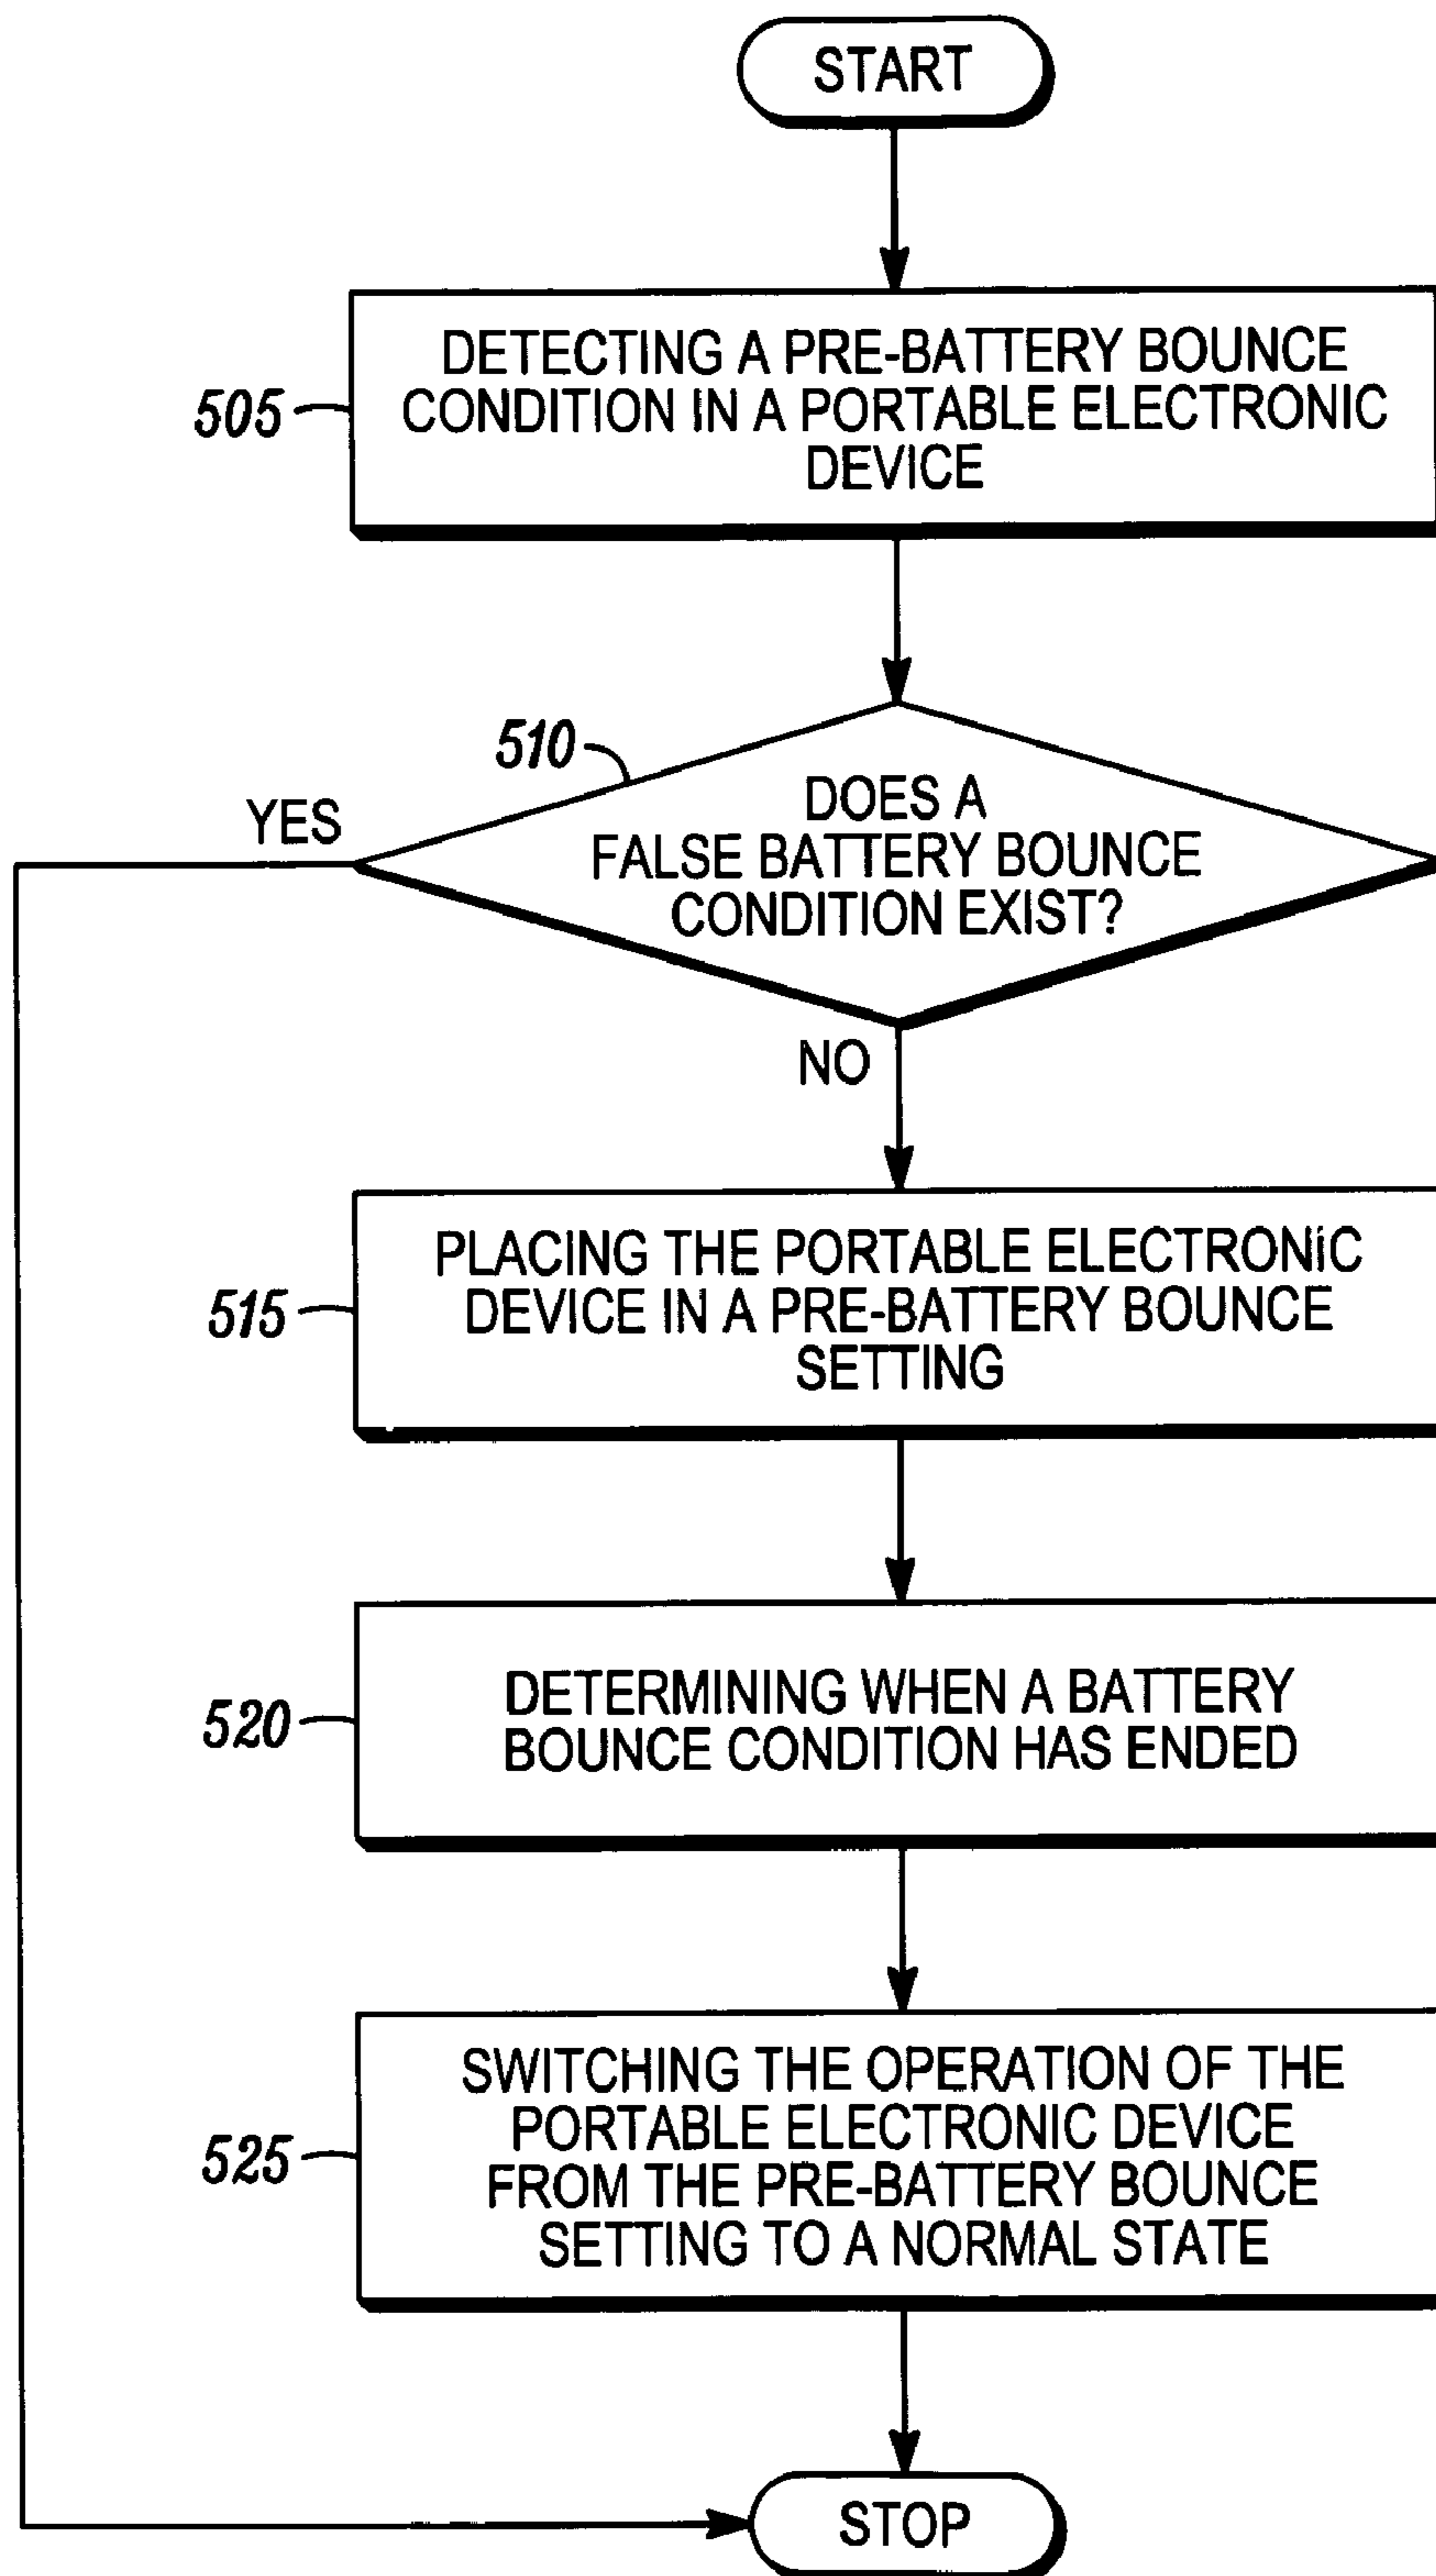 START
505
DETECTING A PRE-BATTERY BOUNCE
CONDITION IN A PORTABLE ELECTRONIC
DEVICE
510
DOES A
FALSE BATTERY BOUNCE
CONDITION EXIST?
YES
NO
515
PLACING THE PORTABLE ELECTRONIC
DEVICE IN A PRE-BATTERY BOUNCE
SETTING
520
DETERMINING WHEN A BATTERY
BOUNCE CONDITION HAS ENDED
525
SWITCHING THE OPERATION OF THE
PORTABLE ELECTRONIC DEVICE
FROM THE PRE-BATTERY BOUNCE
SETTING TO A NORMAL STATE
STOP